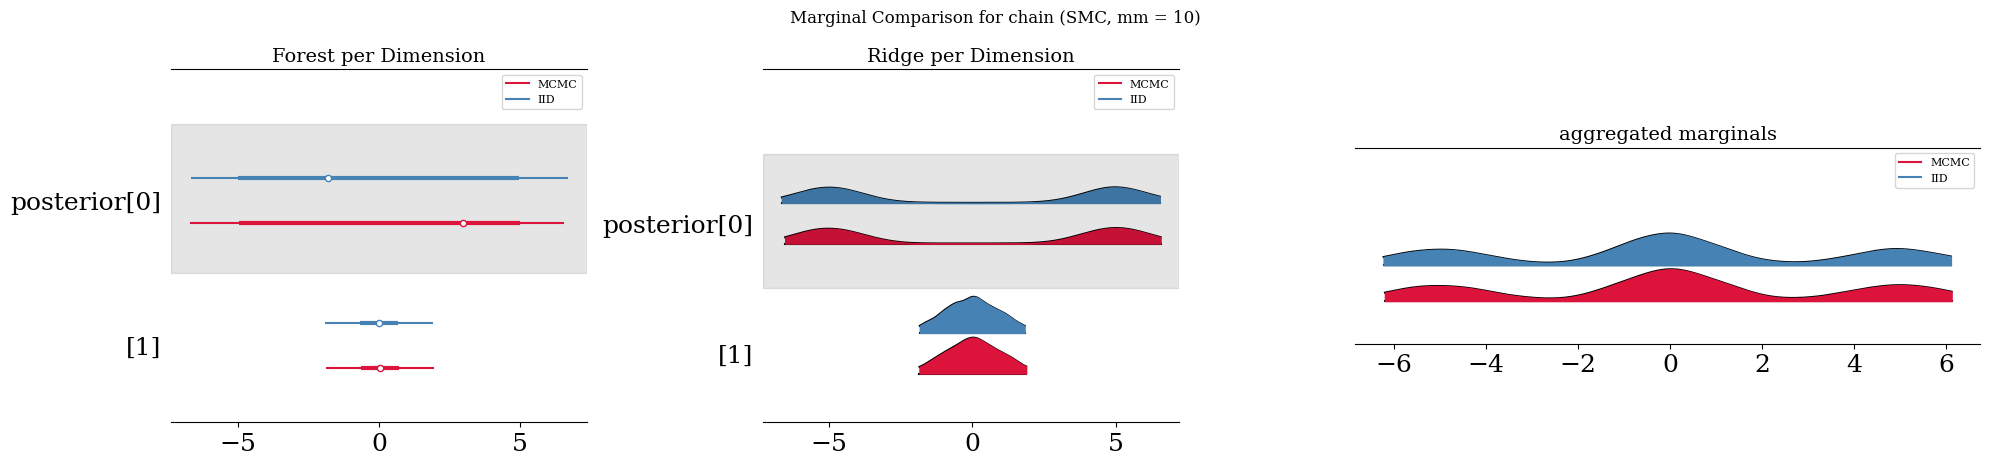 Marginal Comparison for chain (SMC, mm = 10)
Forest per Dimension
MCMC
IID
posterior[0]
[1]
−5 0 5
Ridge per Dimension
MCMC
IID
posterior[0]
[1]
−5 0 5
aggregated marginals
MCMC
IID
−6 −4 −2 0 2 4 6